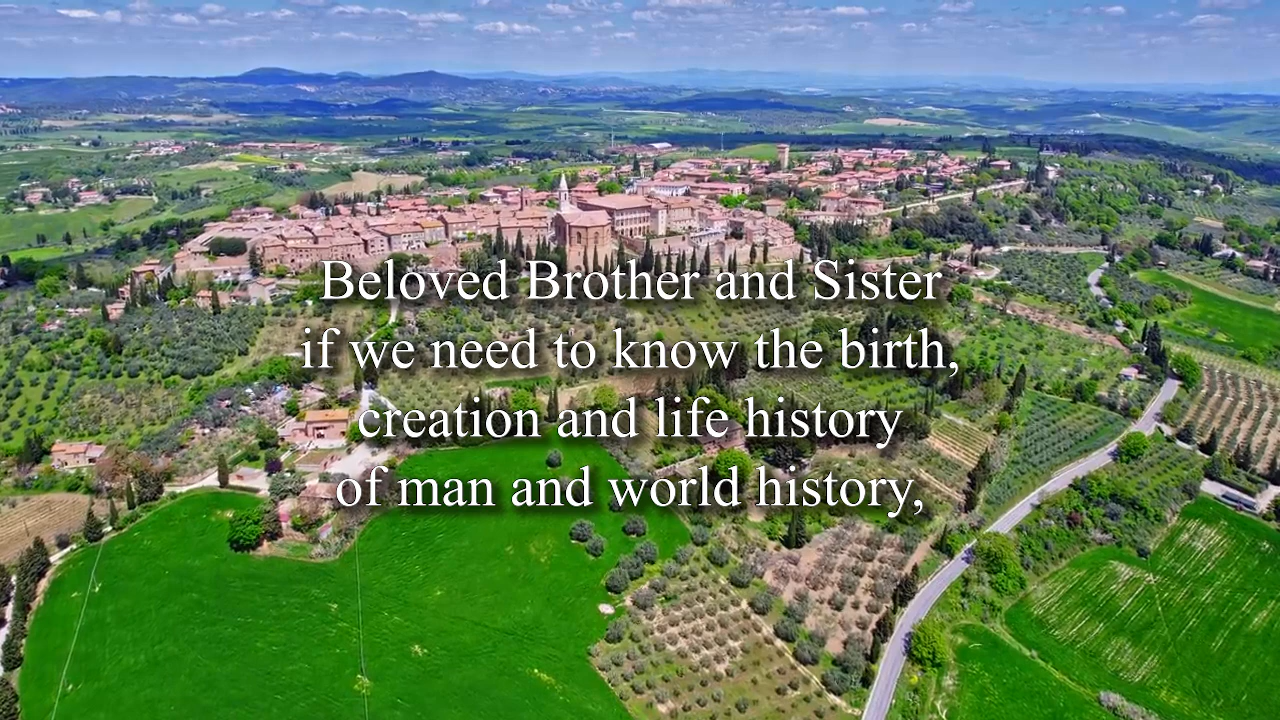 Beloved Brother and Sister
if we need to know the birth,
creation and life history
of man and world history,